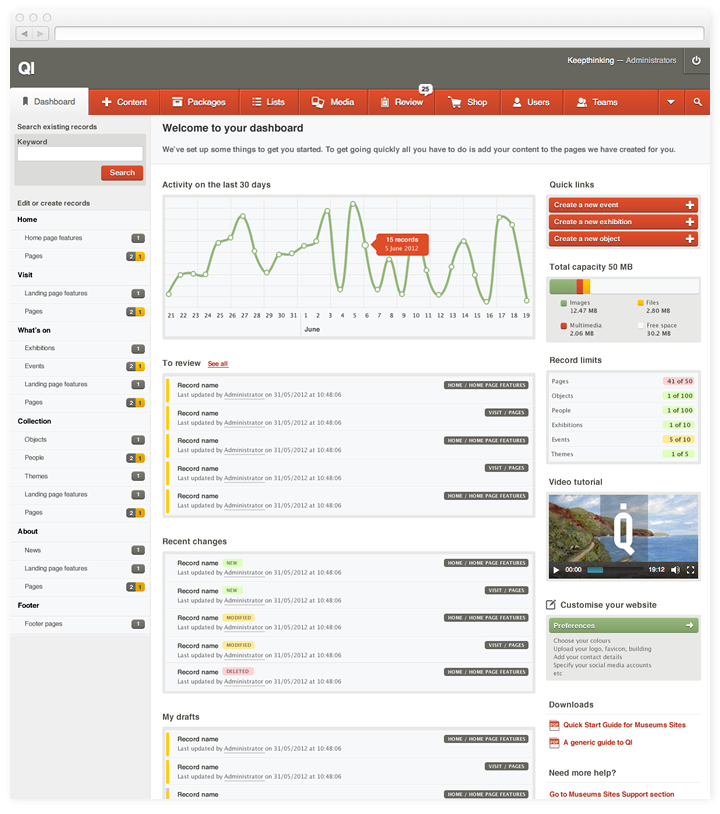 QI
Keepthinking — Administrators
25
Dashboard
Content
Packages
Lists
Media
Review
Shop
Users
Teams
Search existing records
Keyword
Search
Edit or create records
Home
Home page features 1
Pages 2 1
Visit
Landing page features 1
Pages 2 1
What's on
Exhibitions 1
Events 2 1
Landing page features 1
Pages 2 1
Collection
Objects 1
People 2 1
Themes 1
Landing page features 1
Pages 2 1
About
News 1
Landing page features 1
Pages 2 1
Footer
Footer pages 1
Welcome to your dashboard
We've set up some things to get you started. To get going quickly all you have to do is add your content to the pages we have created for you.
Activity on the last 30 days
15 records
5 June 2012
21 22 23 24 25 26 27 28 29 30 31 1 2 3 4 5 6 7 8 9 10 11 12 13 14 15 16 17 18 19
June
To review See all
Record name HOME / HOME PAGE FEATURES
Last updated by Administrator on 31/05/2012 at 10:48:06
Record name VISIT / PAGES
Last updated by Administrator on 31/05/2012 at 10:48:06
Record name HOME / HOME PAGE FEATURES
Last updated by Administrator on 31/05/2012 at 10:48:06
Record name VISIT / PAGES
Last updated by Administrator on 31/05/2012 at 10:48:06
Record name HOME / HOME PAGE FEATURES
Last updated by Administrator on 31/05/2012 at 10:48:06
Recent changes
Record name NEW HOME / HOME PAGE FEATURES
Last updated by Administrator on 31/05/2012 at 10:48:06
Record name NEW VISIT / PAGES
Last updated by Administrator on 31/05/2012 at 10:48:06
Record name MODIFIED HOME / HOME PAGE FEATURES
Last updated by Administrator on 31/05/2012 at 10:48:06
Record name MODIFIED VISIT / PAGES
Last updated by Administrator on 31/05/2012 at 10:48:06
Record name DELETED HOME / HOME PAGE FEATURES
Last updated by Administrator on 31/05/2012 at 10:48:06
My drafts
Record name HOME / HOME PAGE FEATURES
Last updated by Administrator on 31/05/2012 at 10:48:06
Record name VISIT / PAGES
Last updated by Administrator on 31/05/2012 at 10:48:06
Record name HOME / HOME PAGE FEATURES
Quick links
Create a new event
Create a new exhibition
Create a new object
Total capacity 50 MB
Images
12.47 MB
Files
2.80 MB
Multimedia
2.06 MB
Free space
30.2 MB
Record limits
Pages 41 of 50
Objects 1 of 100
People 1 of 100
Exhibitions 1 of 10
Events 5 of 10
Themes 1 of 5
Video tutorial
QI
00:00
19:12
Customise your website
Preferences
Choose your colours
Upload your logo, favicon, building
Add your contact details
Specify your social media accounts
etc
Downloads
PDF Quick Start Guide for Museums Sites
PDF A generic guide to QI
Need more help?
Go to Museums Sites Support section